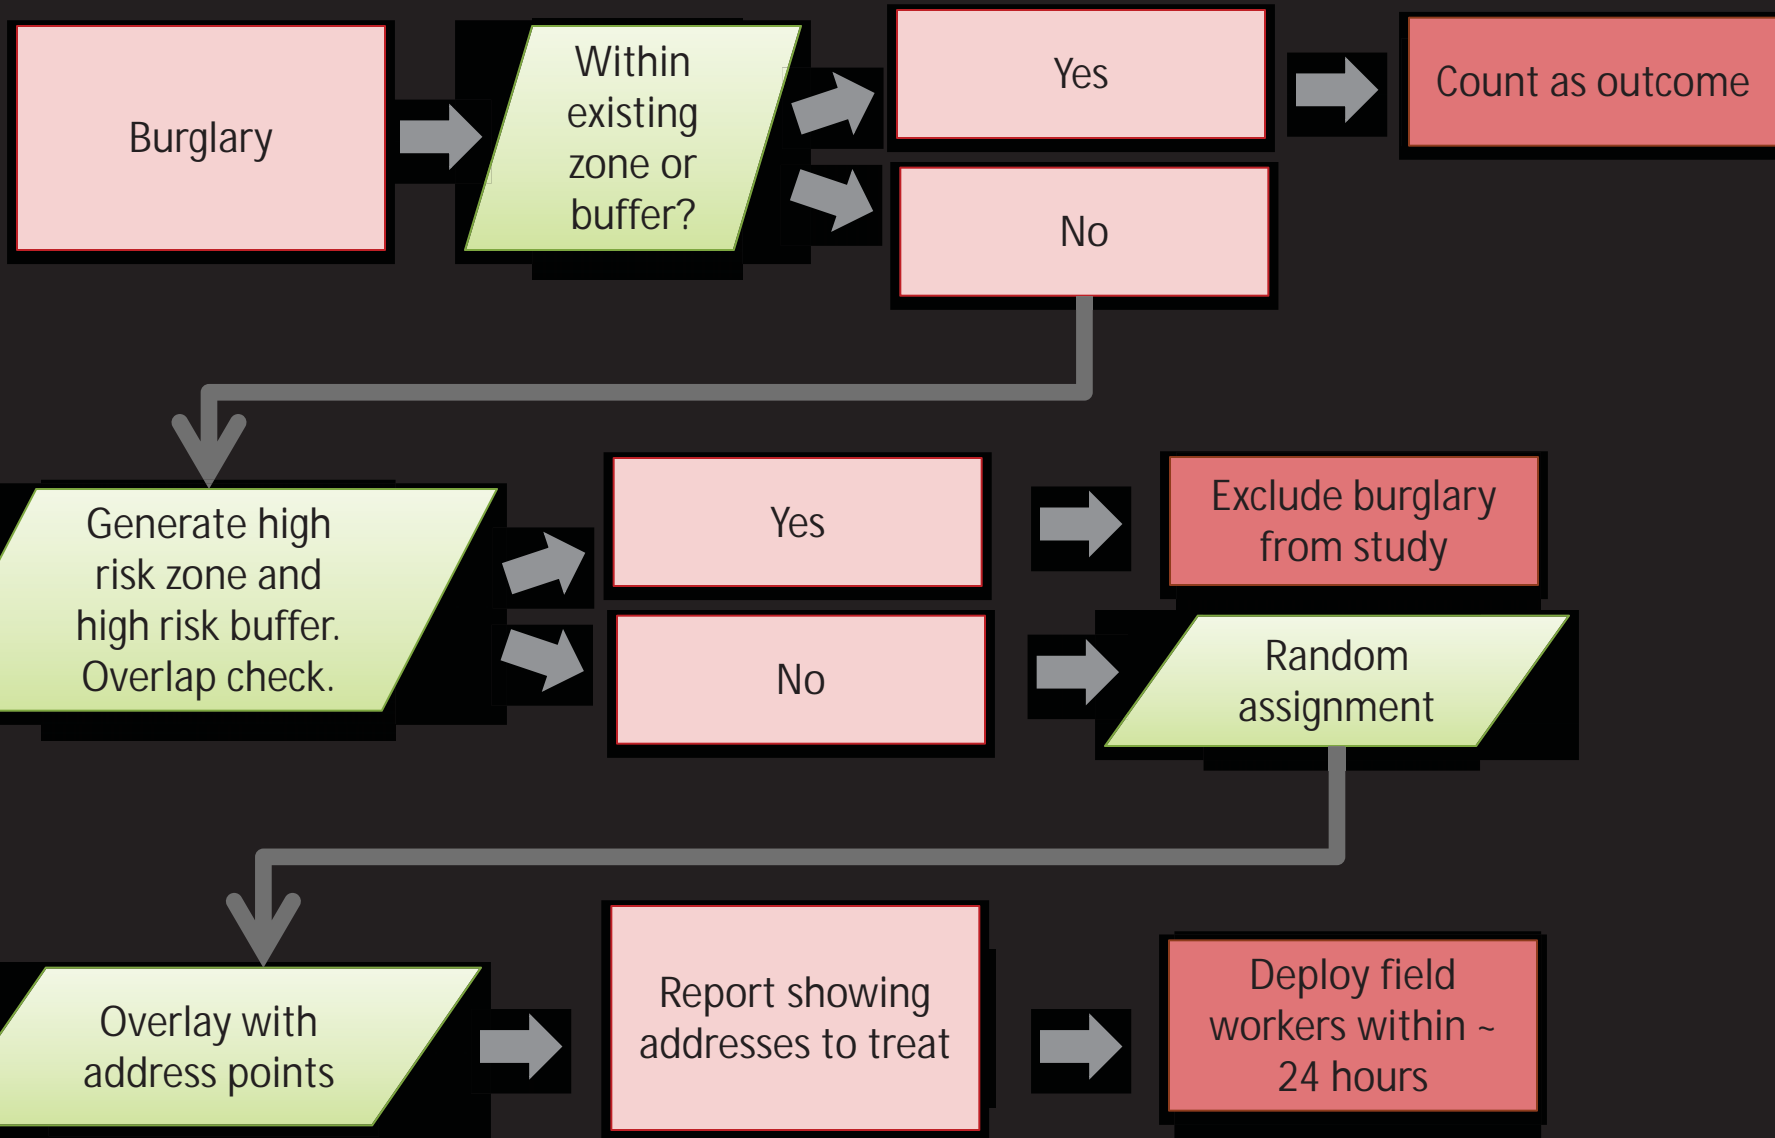 Burglary
Within
existing
zone or
buffer?
Yes
Count as outcome
No
Generate high
risk zone and
high risk buffer.
Overlap check.
Yes
Exclude burglary
from study
No
Random
assignment
Overlay with
address points
Report showing
addresses to treat
Deploy field
workers within ~
24 hours